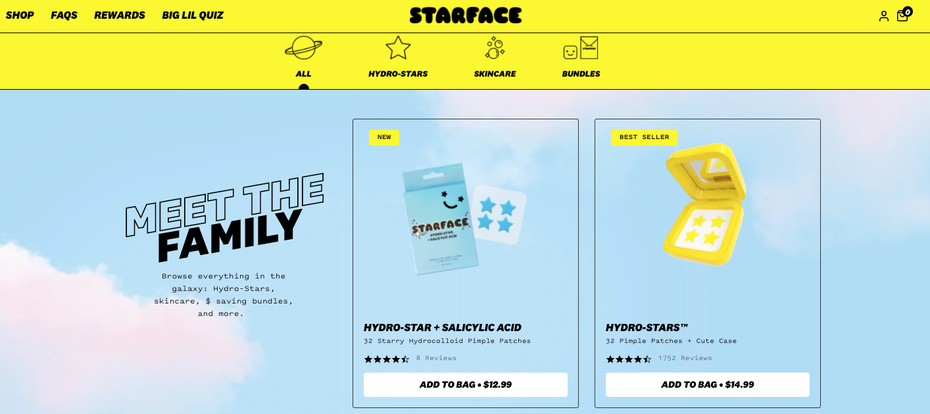 SHOP FAQS REWARDS BIG LIL QUIZ STARFACE 0
ALL HYDRO-STARS SKINCARE BUNDLES
MEET THE
FAMILY
Browse everything in the
galaxy: Hydro-Stars,
skincare, $ saving bundles,
and more.
NEW
STARFACE
HYDRO-STAR + SALICYLIC ACID
32 Starry Hydrocolloid Pimple Patches
8 Reviews
ADD TO BAG • $12.99
BEST SELLER
HYDRO-STARS™
32 Pimple Patches + Cute Case
1752 Reviews
ADD TO BAG • $14.99